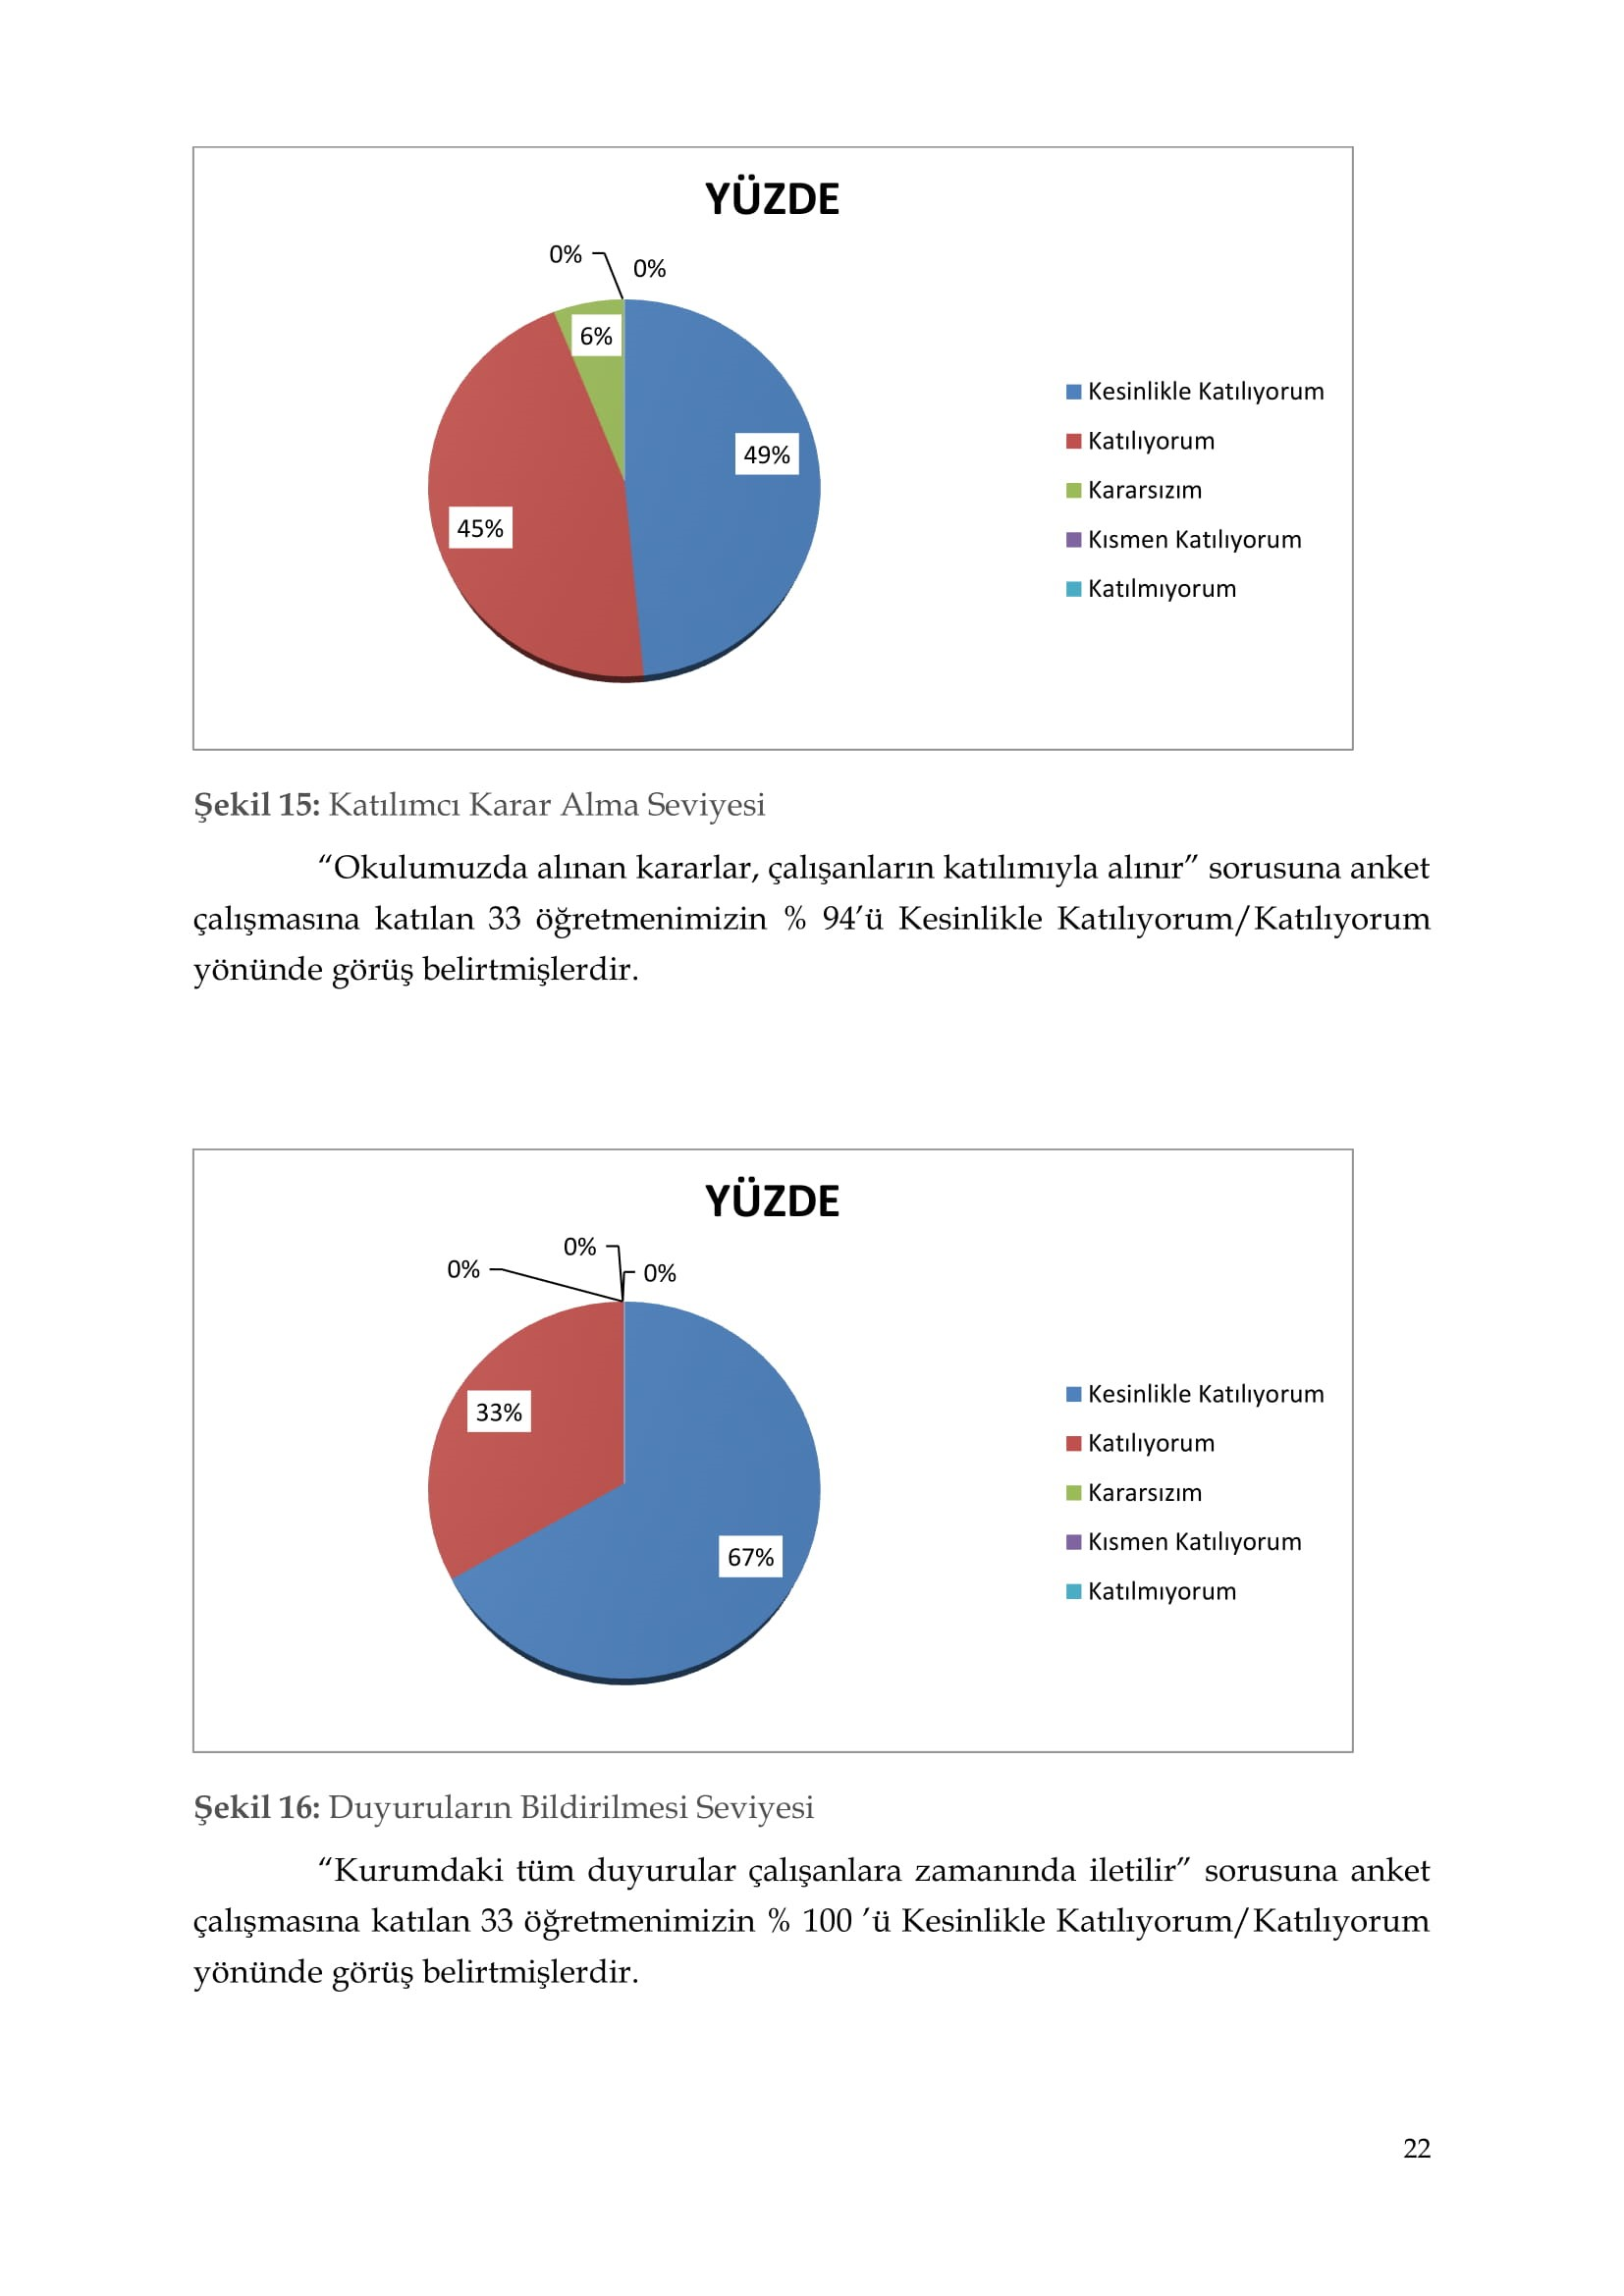 YÜZDE
0%
0%
6%
49%
45%
Kesinlikle Katılıyorum
Katılıyorum
Kararsızım
Kısmen Katılıyorum
Katılmıyorum
Şekil 15: Katılımcı Karar Alma Seviyesi
“Okulumuzda alınan kararlar, çalışanların katılımıyla alınır” sorusuna anket
çalışmasına katılan 33 öğretmenimizin % 94’ü Kesinlikle Katılıyorum/Katılıyorum
yönünde görüş belirtmişlerdir.
YÜZDE
0%
0%
0%
33%
67%
Kesinlikle Katılıyorum
Katılıyorum
Kararsızım
Kısmen Katılıyorum
Katılmıyorum
Şekil 16: Duyuruların Bildirilmesi Seviyesi
“Kurumdaki tüm duyurular çalışanlara zamanında iletilir” sorusuna anket
çalışmasına katılan 33 öğretmenimizin % 100 ’ü Kesinlikle Katılıyorum/Katılıyorum
yönünde görüş belirtmişlerdir.
22